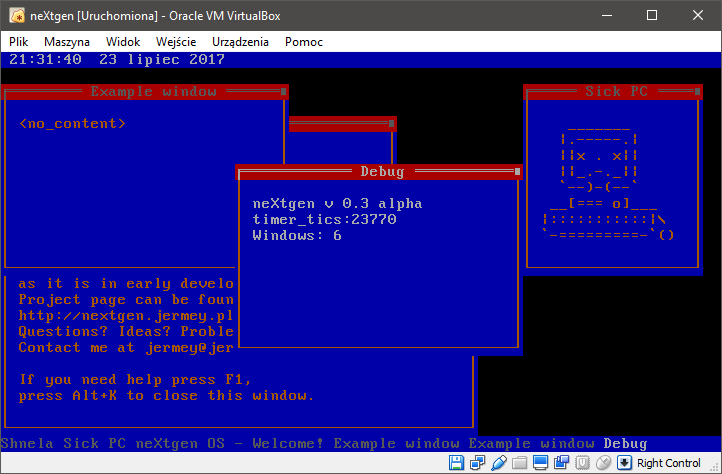 neXtgen [Uruchomiona] - Oracle VM VirtualBox
Plik Maszyna Widok Wejście Urządzenia Pomoc
21:31:40 23 lipiec 2017
Example window
<no_content>
Sick PC
_______
|.-----.|
||x . x||
||_.-._||
`--)-(--`
__[=== o]___
|:::::::::::|\
`-=========-`()
Debug
neXtgen v 0.3 alpha
timer_tics:23770
Windows: 6
as it is in early develo
Project page can be foun
http://nextgen.jermey.pl
Questions? Ideas? Proble
Contact me at jermey@jer
If you need help press F1,
press Alt+K to close this window.
Shnela Sick PC neXtgen OS - Welcome! Example window Example window Debug
Right Control